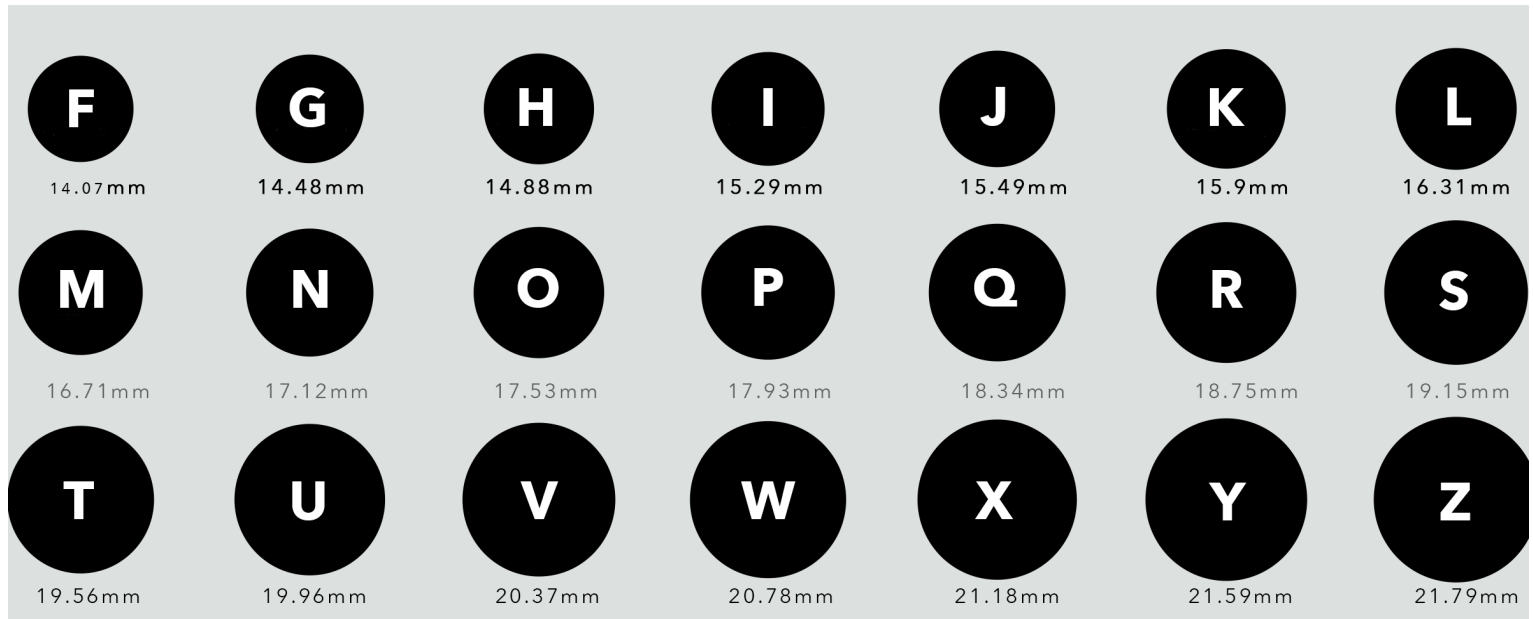 F G H I J K L
14.07mm 14.48mm 14.88mm 15.29mm 15.49mm 15.9mm 16.31mm
M N O P Q R S
16.71mm 17.12mm 17.53mm 17.93mm 18.34mm 18.75mm 19.15mm
T U V W X Y Z
19.56mm 19.96mm 20.37mm 20.78mm 21.18mm 21.59mm 21.79mm